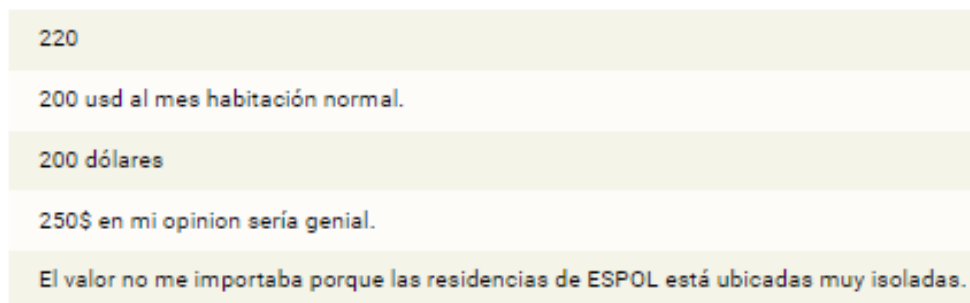 220
200 usd al mes habitación normal.
200 dólares
250$ en mi opinion sería genial.
El valor no me importaba porque las residencias de ESPOL está ubicadas muy isoladas.